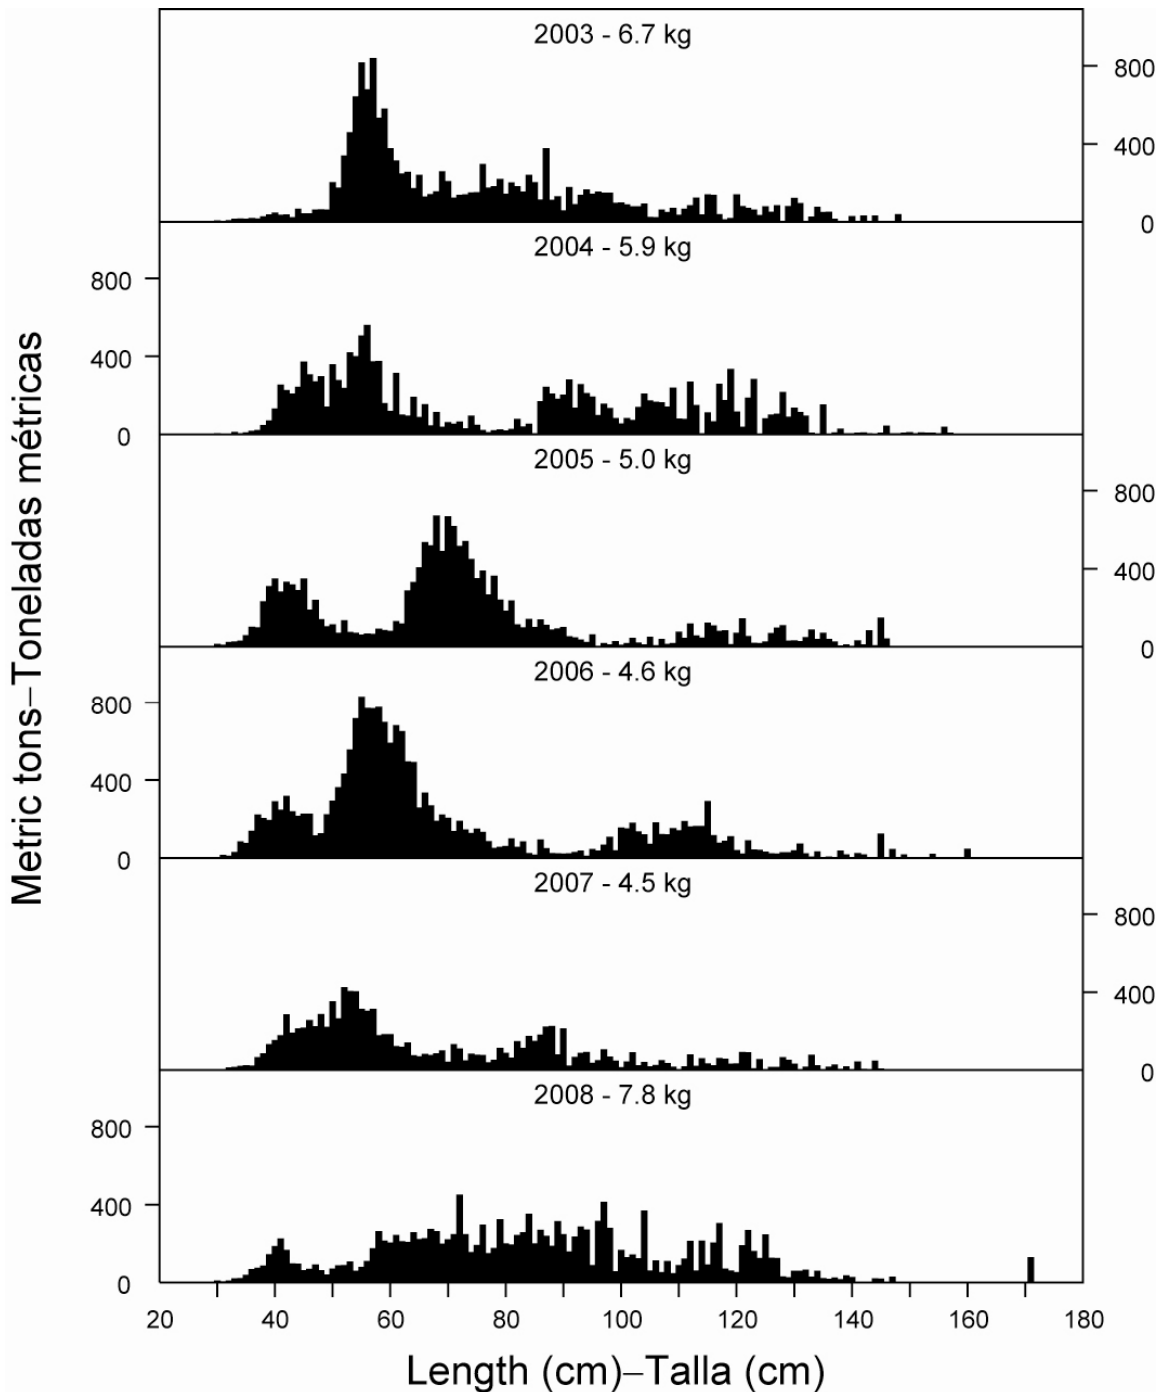 2003 - 6.7 kg
800
400
0
2004 - 5.9 kg
800
400
0
2005 - 5.0 kg
800
400
0
2006 - 4.6 kg
800
400
0
2007 - 4.5 kg
800
400
0
2008 - 7.8 kg
800
400
0
20 40 60 80 100 120 140 160 180
Length (cm)–Talla (cm)
Metric tons–Toneladas métricas